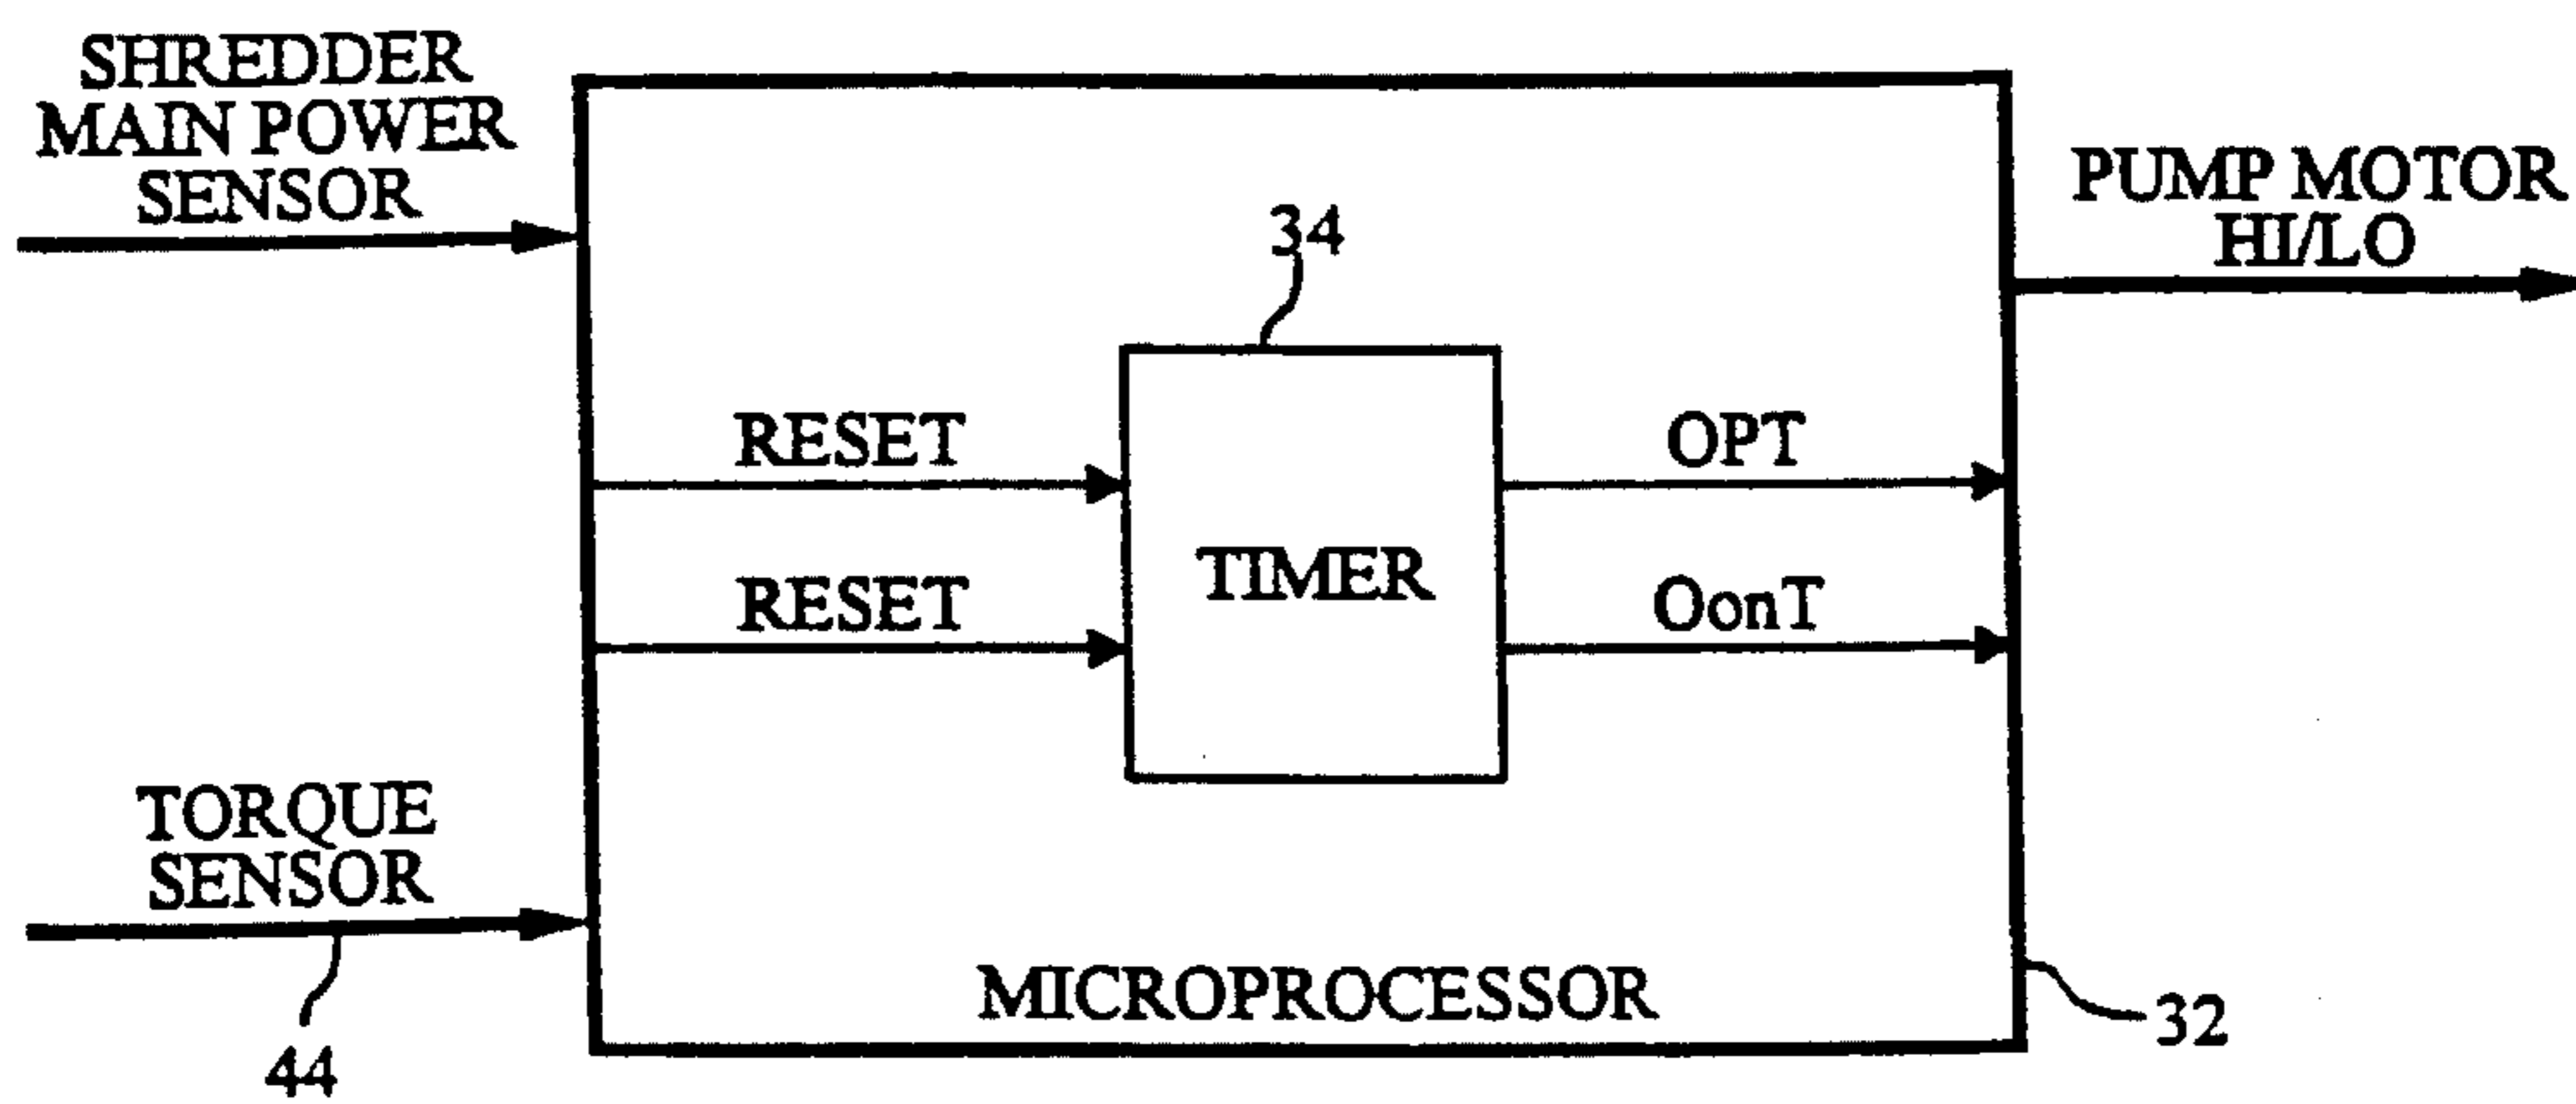 SHREDDER
MAIN POWER
SENSOR
PUMP MOTOR
HI/LO
34
RESET
OPT
TIMER
RESET
OonT
TORQUE
SENSOR
MICROPROCESSOR
32
44